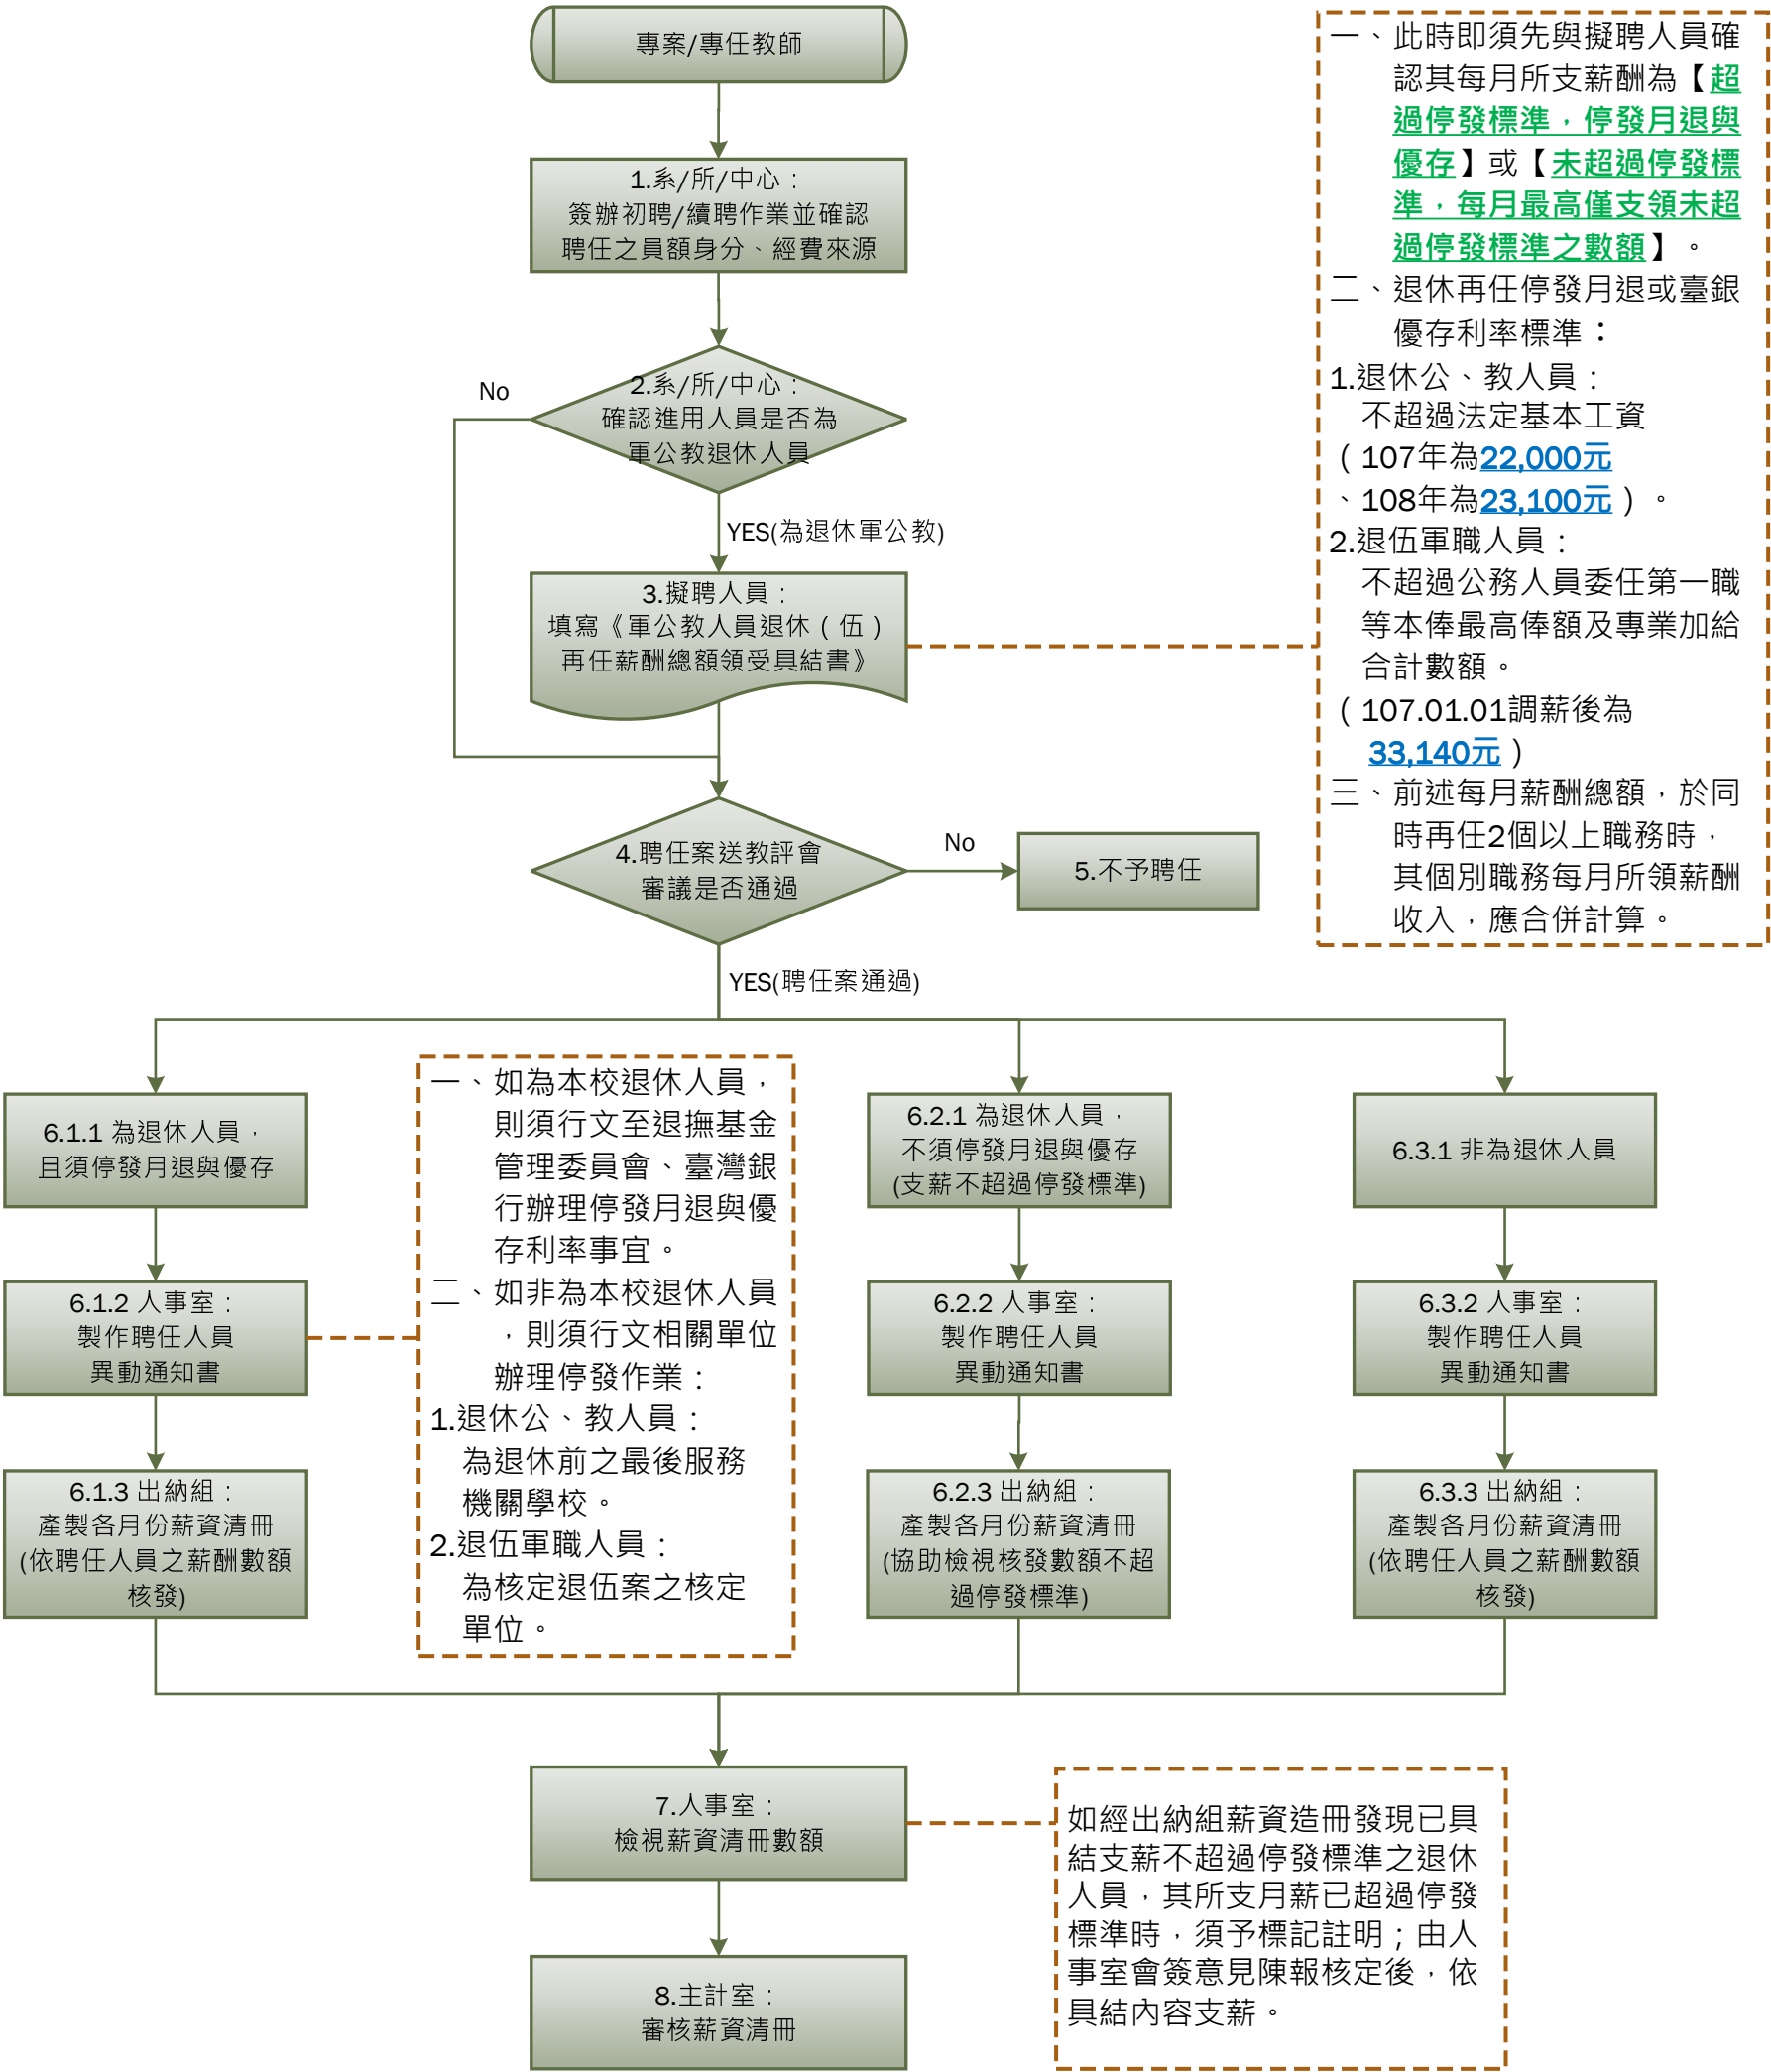 專案/專任教師
1.系/所/中心：
簽辦初聘/續聘作業並確認
聘任之員額身分、經費來源
No
2.系/所/中心：
確認進用人員是否為
軍公教退休人員
YES(為退休軍公教)
3.擬聘人員：
填寫《軍公教人員退休（伍）
再任薪酬總額領受具結書》
一、此時即須先與擬聘人員確
認其每月所支薪酬為【超
過停發標準，停發月退與
優存】或【未超過停發標
準，每月最高僅支領未超
過停發標準之數額】。
二、退休再任停發月退或臺銀
優存利率標準：
1.退休公、教人員：
不超過法定基本工資
（107年為22,000元
、108年為23,100元）。
2.退伍軍職人員：
不超過公務人員委任第一職
等本俸最高俸額及專業加給
合計數額。
（107.01.01調薪後為
33,140元）
三、前述每月薪酬總額，於同
時再任2個以上職務時，
其個別職務每月所領薪酬
收入，應合併計算。
4.聘任案送教評會
審議是否通過
No
5.不予聘任
YES(聘任案通過)
6.1.1 為退休人員，
且須停發月退與優存
6.1.2 人事室：
製作聘任人員
異動通知書
6.1.3 出納組：
產製各月份薪資清冊
(依聘任人員之薪酬數額
核發)
一、如為本校退休人員，
則須行文至退撫基金
管理委員會、臺灣銀
行辦理停發月退與優
存利率事宜。
二、如非為本校退休人員
，則須行文相關單位
辦理停發作業：
1.退休公、教人員：
為退休前之最後服務
機關學校。
2.退伍軍職人員：
為核定退伍案之核定
單位。
6.2.1 為退休人員，
不須停發月退與優存
(支薪不超過停發標準)
6.2.2 人事室：
製作聘任人員
異動通知書
6.2.3 出納組：
產製各月份薪資清冊
(協助檢視核發數額不超
過停發標準)
6.3.1 非為退休人員
6.3.2 人事室：
製作聘任人員
異動通知書
6.3.3 出納組：
產製各月份薪資清冊
(依聘任人員之薪酬數額
核發)
7.人事室：
檢視薪資清冊數額
如經出納組薪資造冊發現已具
結支薪不超過停發標準之退休
人員，其所支月薪已超過停發
標準時，須予標記註明；由人
事室會簽意見陳報核定後，依
具結內容支薪。
8.主計室：
審核薪資清冊